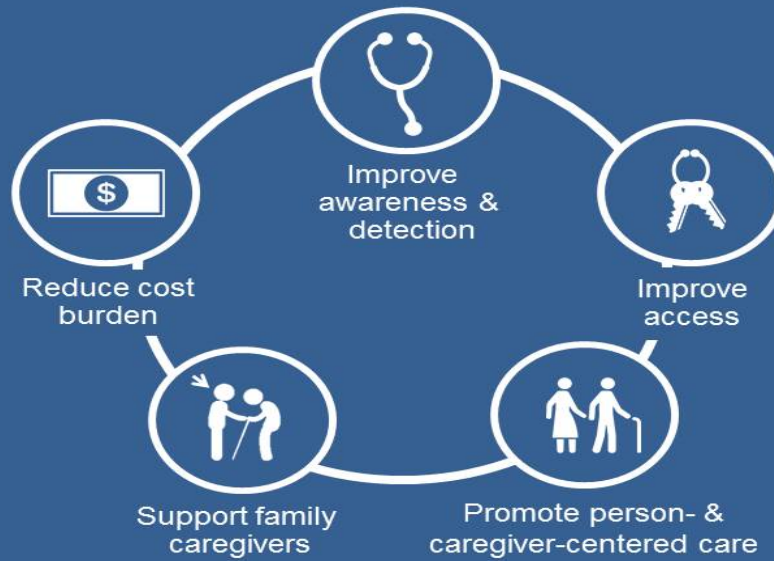 Improve
awareness &
detection
$
Reduce cost
burden
Improve
access
Support family
caregivers
Promote person- &
caregiver-centered care